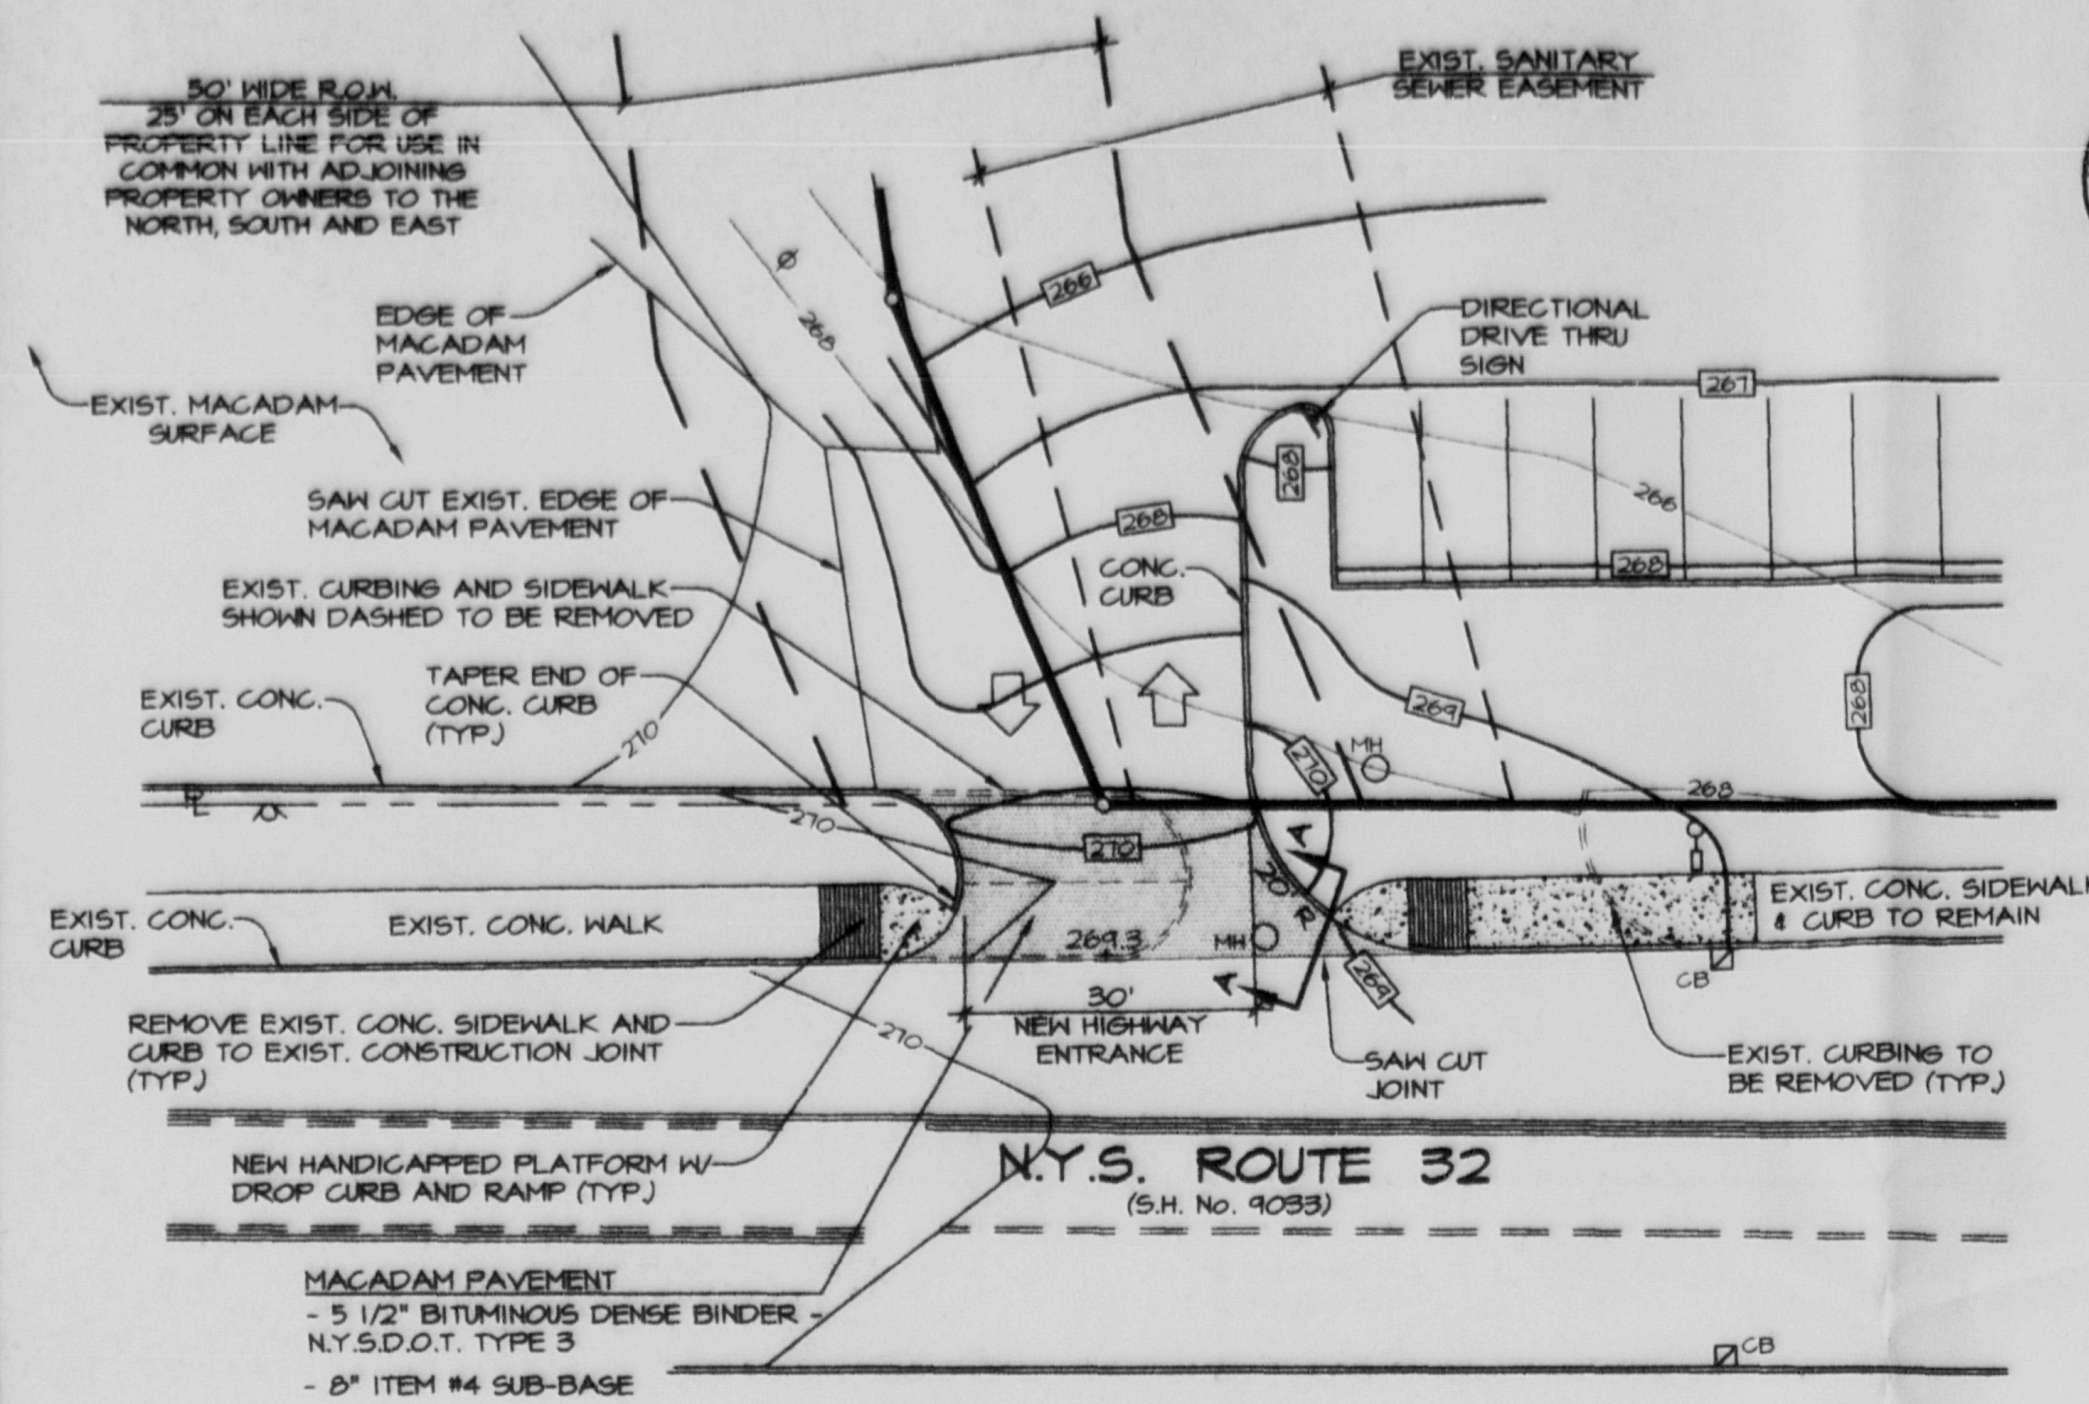 50' WIDE R.O.W.
25' ON EACH SIDE OF
PROPERTY LINE FOR USE IN
COMMON WITH ADJOINING
PROPERTY OWNERS TO THE
NORTH, SOUTH AND EAST
EXIST. SANITARY
SEWER EASEMENT
266
268
EDGE OF
MACADAM
PAVEMENT
DIRECTIONAL
DRIVE THRU
SIGN
267
EXIST. MACADAM
SURFACE
268
266
SAW CUT EXIST. EDGE OF
MACADAM PAVEMENT
268
268
CONC.
CURB
EXIST. CURBING AND SIDEWALK
SHOWN DASHED TO BE REMOVED
TAPER END OF
CONC. CURB
(TYP.)
EXIST. CONC.
CURB
270
269
268
270
MH
268
PL
270
270
A
20' R
EXIST. CONC.
CURB
EXIST. CONC. WALK
269.3
MH
EXIST. CONC. SIDEWALK
& CURB TO REMAIN
CB
A
269
30'
NEW HIGHWAY
ENTRANCE
REMOVE EXIST. CONC. SIDEWALK AND
CURB TO EXIST. CONSTRUCTION JOINT
(TYP.)
270
SAW CUT
JOINT
EXIST. CURBING TO
BE REMOVED (TYP.)
NEW HANDICAPPED PLATFORM W/
DROP CURB AND RAMP (TYP.)
N.Y.S. ROUTE 32
(S.H. No. 9033)
MACADAM PAVEMENT
- 5 1/2" BITUMINOUS DENSE BINDER -
N.Y.S.D.O.T. TYPE 3
- 8" ITEM #4 SUB-BASE
CB